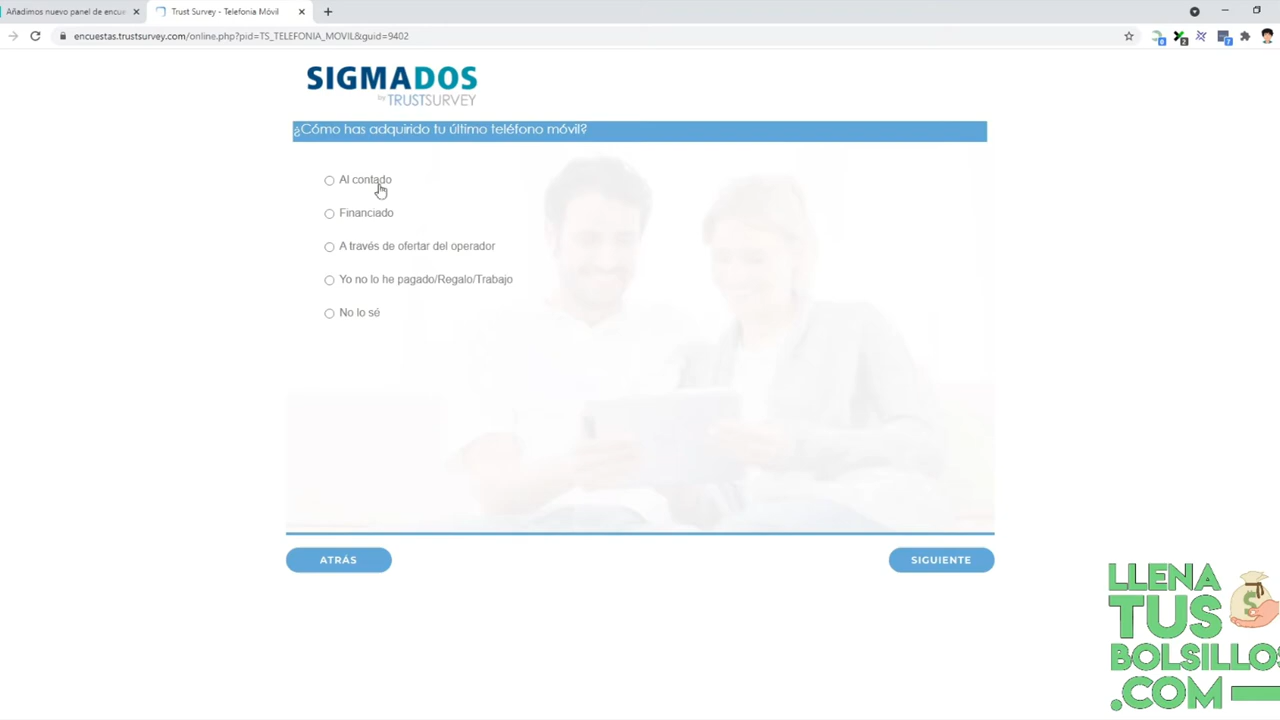 Añadimos nuevo panel de encue
Trust Survey - Telefonía Móvil
encuestas.trustsurvey.com/online.php?pid=TS_TELEFONIA_MOVIL&guid=9402
SIGMADOS
by TRUSTSURVEY
¿Cómo has adquirido tu último teléfono móvil?
Al contado
Financiado
A través de ofertar del operador
Yo no lo he pagado/Regalo/Trabajo
No lo sé
ATRÁS
SIGUIENTE
LLENA
TUS
BOLSILLOS
.COM